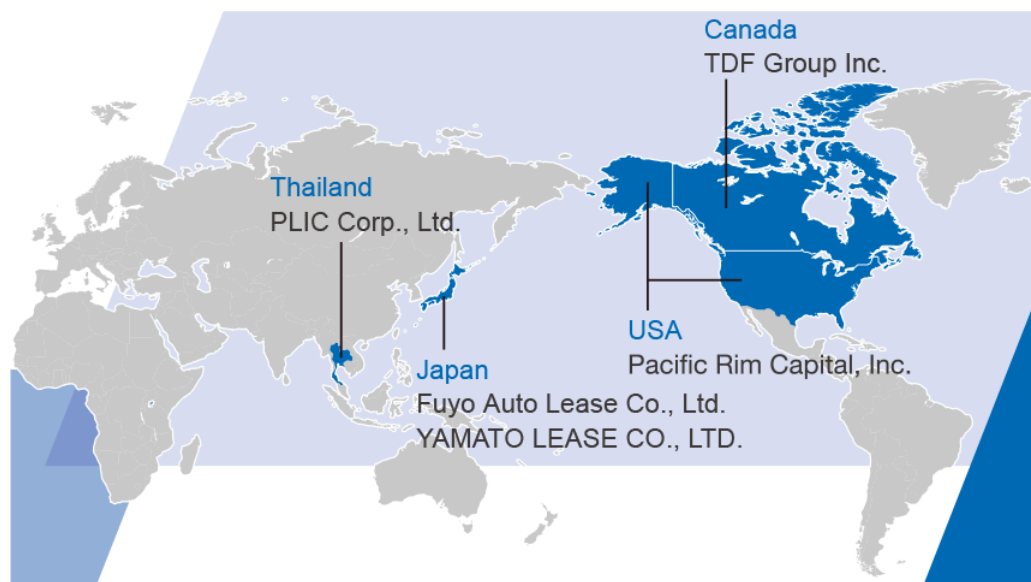 Canada
TDF Group Inc.
Thailand
PLIC Corp., Ltd.
USA
Pacific Rim Capital, Inc.
Japan
Fuyo Auto Lease Co., Ltd.
YAMATO LEASE CO., LTD.